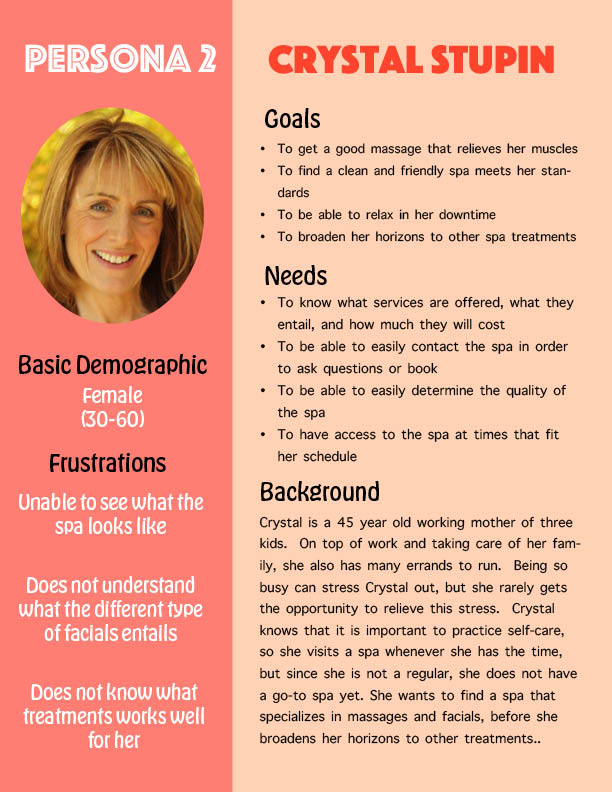 PERSONA 2
Basic Demographic
Female
(30-60)
Frustrations
Unable to see what the
spa looks like
Does not understand
what the different type
of facials entails
Does not know what
treatments works well
for her
CRYSTAL STUPIN
Goals
• To get a good massage that relieves her muscles
• To find a clean and friendly spa meets her stan-
dards
• To be able to relax in her downtime
• To broaden her horizons to other spa treatments
Needs
• To know what services are offered, what they
entail, and how much they will cost
• To be able to easily contact the spa in order
to ask questions or book
• To be able to easily determine the quality of
the spa
• To have access to the spa at times that fit
her schedule
Background
Crystal is a 45 year old working mother of three
kids.  On top of work and taking care of her fam-
ily, she also has many errands to run.  Being so
busy can stress Crystal out, but she rarely gets
the opportunity to relieve this stress.  Crystal
knows that it is important to practice self-care,
so she visits a spa whenever she has the time,
but since she is not a regular, she does not have
a go-to spa yet. She wants to find a spa that
specializes in massages and facials, before she
broadens her horizons to other treatments..